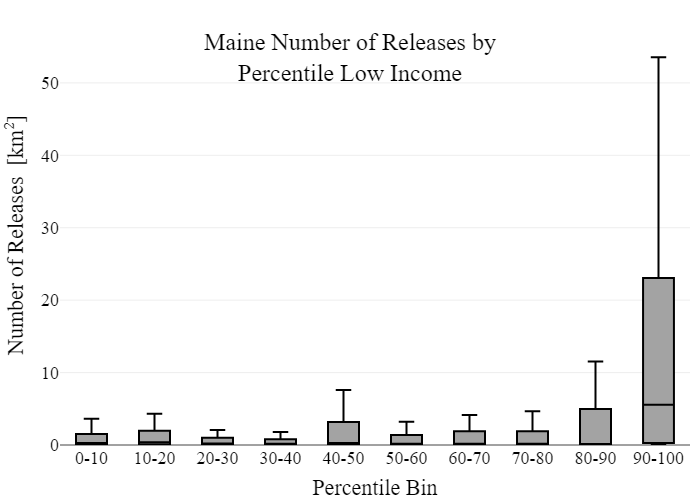 Maine Number of Releases by
Percentile Low Income
Number of Releases [km²]
50
40
30
20
10
0
0-10 10-20 20-30 30-40 40-50 50-60 60-70 70-80 80-90 90-100
Percentile Bin